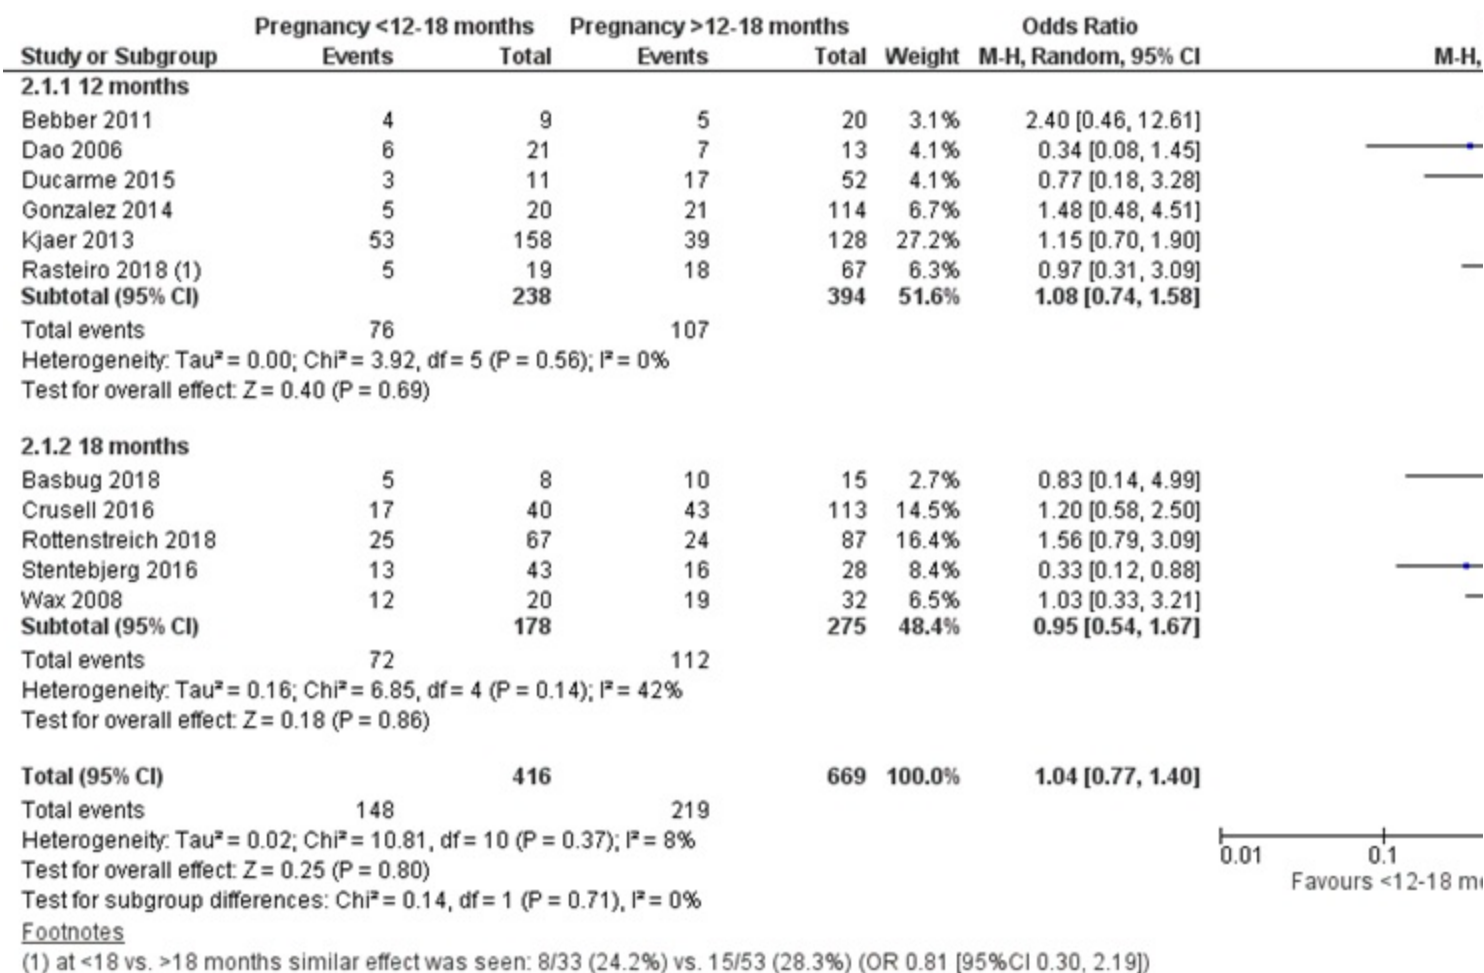 Pregnancy <12-18 months Pregnancy >12-18 months Odds Ratio
Study or Subgroup Events Total Events Total Weight M-H, Random, 95% CI M-H,
2.1.1 12 months
Bebber 2011 4 9 5 20 3.1% 2.40 [0.46, 12.61]
Dao 2006 6 21 7 13 4.1% 0.34 [0.08, 1.45]
Ducarme 2015 3 11 17 52 4.1% 0.77 [0.18, 3.28]
Gonzalez 2014 5 20 21 114 6.7% 1.48 [0.48, 4.51]
Kjaer 2013 53 158 39 128 27.2% 1.15 [0.70, 1.90]
Rasteiro 2018 (1) 5 19 18 67 6.3% 0.97 [0.31, 3.09]
Subtotal (95% CI) 238 394 51.6% 1.08 [0.74, 1.58]
Total events 76 107
Heterogeneity: Tau² = 0.00; Chi² = 3.92, df = 5 (P = 0.56); I² = 0%
Test for overall effect: Z = 0.40 (P = 0.69)
2.1.2 18 months
Basbug 2018 5 8 10 15 2.7% 0.83 [0.14, 4.99]
Crusell 2016 17 40 43 113 14.5% 1.20 [0.58, 2.50]
Rottenstreich 2018 25 67 24 87 16.4% 1.56 [0.79, 3.09]
Stentebjerg 2016 13 43 16 28 8.4% 0.33 [0.12, 0.88]
Wax 2008 12 20 19 32 6.5% 1.03 [0.33, 3.21]
Subtotal (95% CI) 178 275 48.4% 0.95 [0.54, 1.67]
Total events 72 112
Heterogeneity: Tau² = 0.16; Chi² = 6.85, df = 4 (P = 0.14); I² = 42%
Test for overall effect: Z = 0.18 (P = 0.86)
Total (95% CI) 416 669 100.0% 1.04 [0.77, 1.40]
Total events 148 219
Heterogeneity: Tau² = 0.02; Chi² = 10.81, df = 10 (P = 0.37); I² = 8%
Test for overall effect: Z = 0.25 (P = 0.80)
Test for subgroup differences: Chi² = 0.14, df = 1 (P = 0.71), I² = 0%
0.01 0.1
Favours <12-18
Footnotes
(1) at <18 vs. >18 months similar effect was seen: 8/33 (24.2%) vs. 15/53 (28.3%) (OR 0.81 [95%CI 0.30, 2.19])